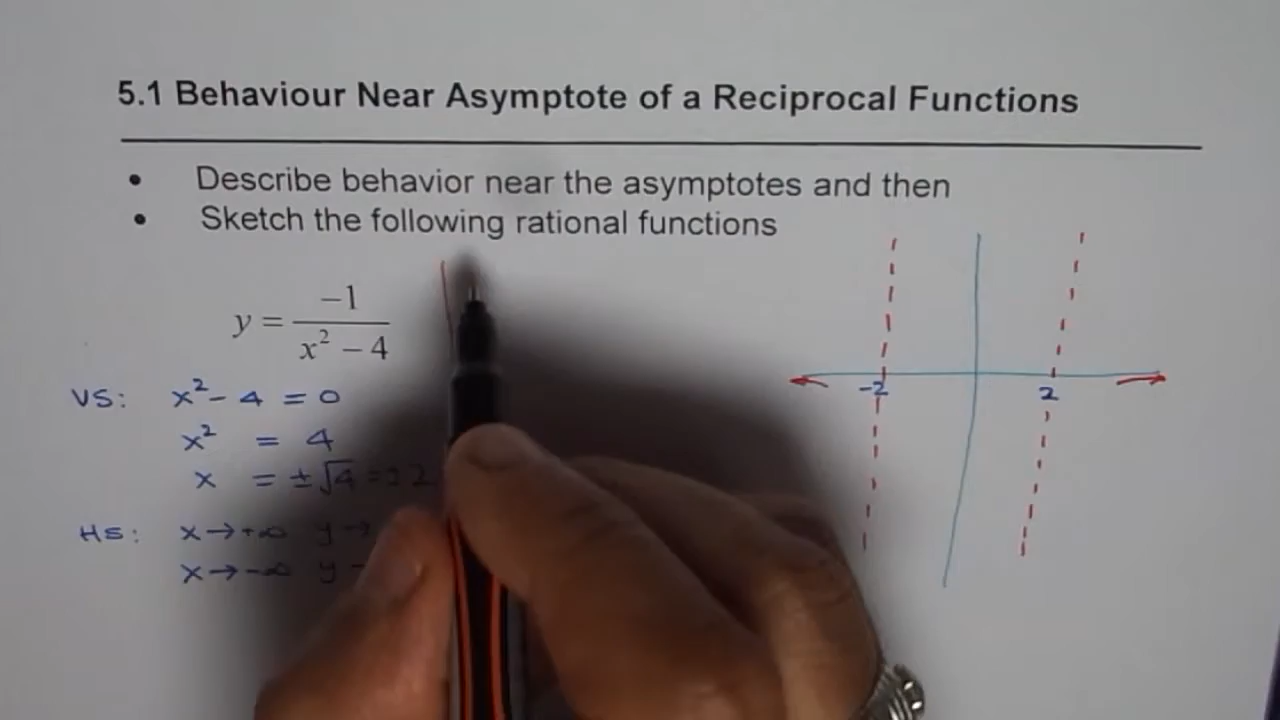 5.1 Behaviour Near Asymptote of a Reciprocal Functions
• Describe behavior near the asymptotes and then
• Sketch the following rational functions
y = -1 / (x² - 4)
VS: x² - 4 = 0
x² = 4
x = ±√4 = ±2
HS: x → +∞ y →
x → -∞ y -
-2 2